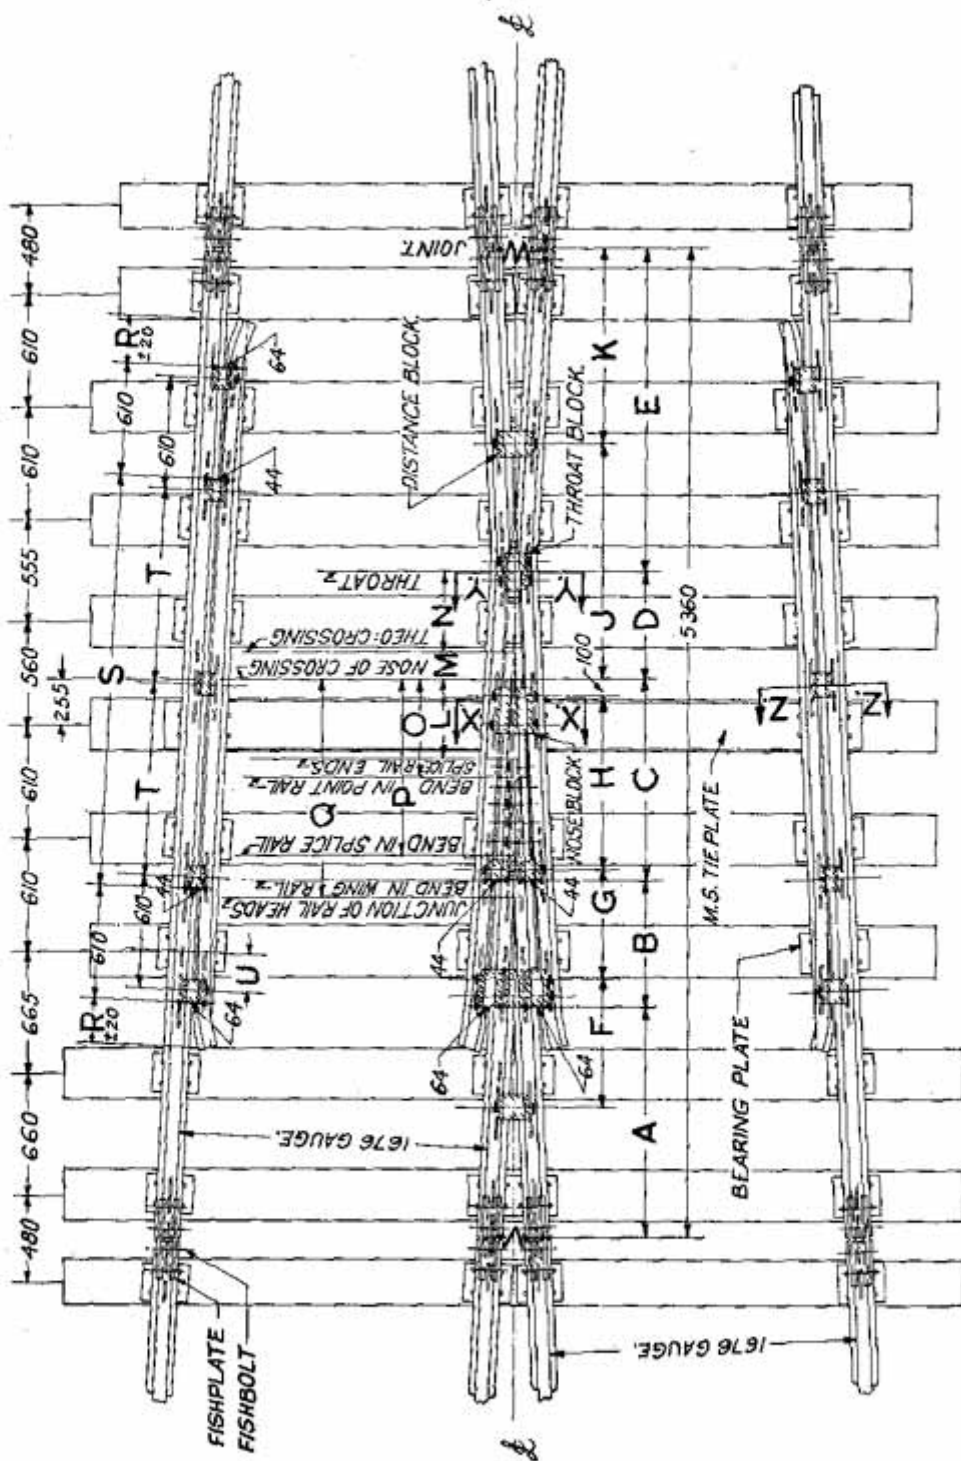 480
660
665
610
610
560
555
610
610
480
255
R
±20
610
S
610
R
±20
610
T
T
610
64
44
44
64
U
FISHPLATE
FISHBOLT
1676 GAUGE.
JUNCTION OF RAIL HEADS
BEND IN WING RAIL
BEND IN SPLICE RAIL
BEND IN POINT RAIL
SPLICE RAIL ENDS
NOSE OF CROSSING
THEO: CROSSING
THROAT
JOINT.
Q
P
O
L
M
N
DISTANCE BLOCK.
THROAT BLOCK.
NOSE BLOCK
V
W
X
X
Y
Y
64
44
44
64
100
F
G
H
J
K
A
B
C
D
E
5360
1676 GAUGE.
BEARING PLATE
M.S. TIE PLATE
Z
Z